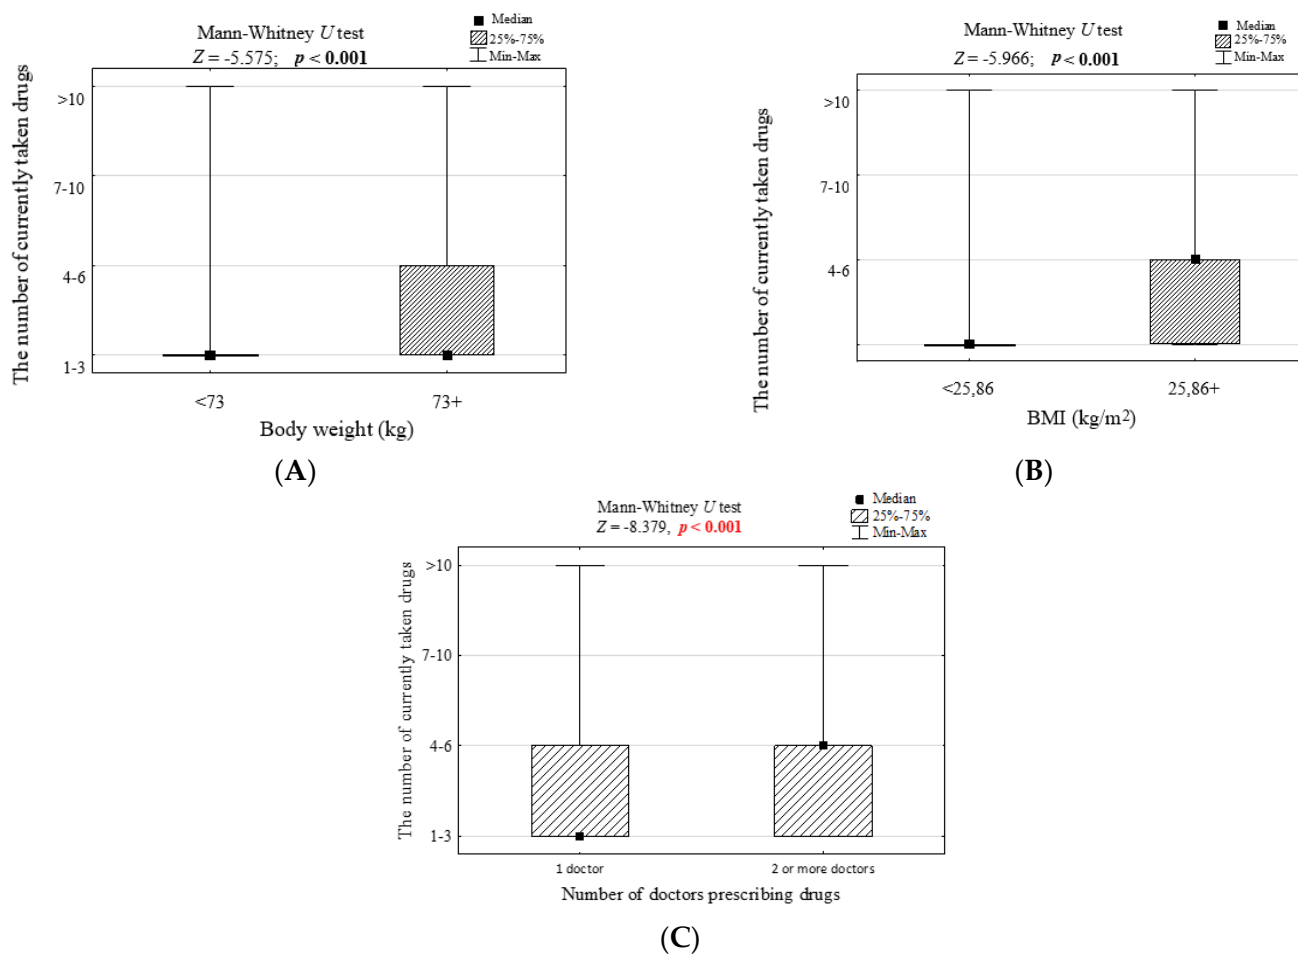 Mann-Whitney U test
Z = -5.575; p < 0.001
Median
25%-75%
Min-Max
The number of currently taken drugs
>10
7-10
4-6
1-3
<73
73+
Body weight (kg)
(A)
Mann-Whitney U test
Z = -5.966; p < 0.001
Median
25%-75%
Min-Max
The number of currently taken drugs
>10
7-10
4-6
<25,86
25,86+
BMI (kg/m²)
(B)
Mann-Whitney U test
Z = -8.379, p < 0.001
Median
25%-75%
Min-Max
The number of currently taken drugs
>10
7-10
4-6
1-3
1 doctor
2 or more doctors
Number of doctors prescribing drugs
(C)